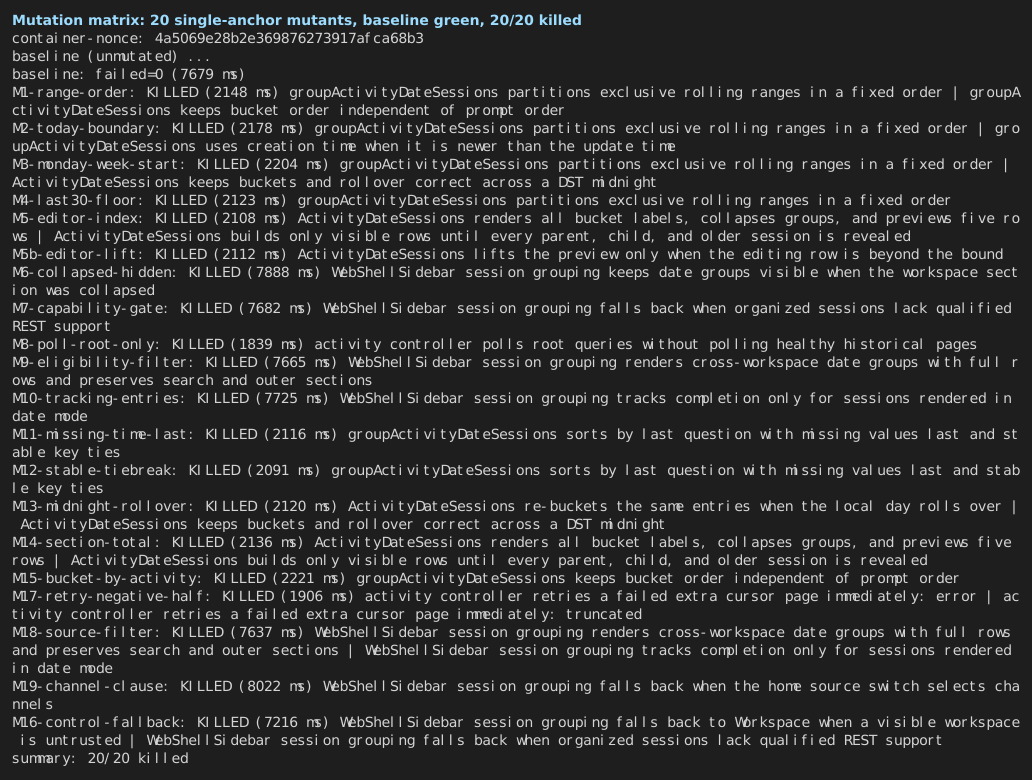 Mutation matrix: 20 single-anchor mutants, baseline green, 20/20 killed
container-nonce: 4a5069e28b2e369876273917afca68b3
baseline (unmutated) ...
baseline: failed=0 (7679 ms)
M1-range-order: KILLED (2148 ms) groupActivityDateSessions partitions exclusive rolling ranges in a fixed order | groupA
ctivityDateSessions keeps bucket order independent of prompt order
M2-today-boundary: KILLED (2178 ms) groupActivityDateSessions partitions exclusive rolling ranges in a fixed order | gro
upActivityDateSessions uses creation time when it is newer than the update time
M3-monday-week-start: KILLED (2204 ms) groupActivityDateSessions partitions exclusive rolling ranges in a fixed order |
ActivityDateSessions keeps buckets and rollover correct across a DST midnight
M4-last30-floor: KILLED (2123 ms) groupActivityDateSessions partitions exclusive rolling ranges in a fixed order
M5-editor-index: KILLED (2108 ms) ActivityDateSessions renders all bucket labels, collapses groups, and previews five ro
ws | ActivityDateSessions builds only visible rows until every parent, child, and older session is revealed
M5b-editor-lift: KILLED (2112 ms) ActivityDateSessions lifts the preview only when the editing row is beyond the bound
M6-collapsed-hidden: KILLED (7888 ms) WebShellSidebar session grouping keeps date groups visible when the workspace sect
ion was collapsed
M7-capability-gate: KILLED (7682 ms) WebShellSidebar session grouping falls back when organized sessions lack qualified
REST support
M8-poll-root-only: KILLED (1839 ms) activity controller polls root queries without polling healthy historical pages
M9-eligibility-filter: KILLED (7665 ms) WebShellSidebar session grouping renders cross-workspace date groups with full r
ows and preserves search and outer sections
M10-tracking-entries: KILLED (7725 ms) WebShellSidebar session grouping tracks completion only for sessions rendered in
date mode
M11-missing-time-last: KILLED (2116 ms) groupActivityDateSessions sorts by last question with missing values last and st
able key ties
M12-stable-tiebreak: KILLED (2091 ms) groupActivityDateSessions sorts by last question with missing values last and stab
le key ties
M13-midnight-rollover: KILLED (2120 ms) ActivityDateSessions re-buckets the same entries when the local day rolls over |
ActivityDateSessions keeps buckets and rollover correct across a DST midnight
M14-section-total: KILLED (2136 ms) ActivityDateSessions renders all bucket labels, collapses groups, and previews five
rows | ActivityDateSessions builds only visible rows until every parent, child, and older session is revealed
M15-bucket-by-activity: KILLED (2221 ms) groupActivityDateSessions keeps bucket order independent of prompt order
M17-retry-negative-half: KILLED (1906 ms) activity controller retries a failed extra cursor page immediately: error | ac
tivity controller retries a failed extra cursor page immediately: truncated
M18-source-filter: KILLED (7637 ms) WebShellSidebar session grouping renders cross-workspace date groups with full rows
and preserves search and outer sections | WebShellSidebar session grouping tracks completion only for sessions rendered
in date mode
M19-channel-clause: KILLED (8022 ms) WebShellSidebar session grouping falls back when the home source switch selects cha
nnels
M16-control-fallback: KILLED (7216 ms) WebShellSidebar session grouping falls back to Workspace when a visible workspace
is untrusted | WebShellSidebar session grouping falls back when organized sessions lack qualified REST support
summary: 20/20 killed